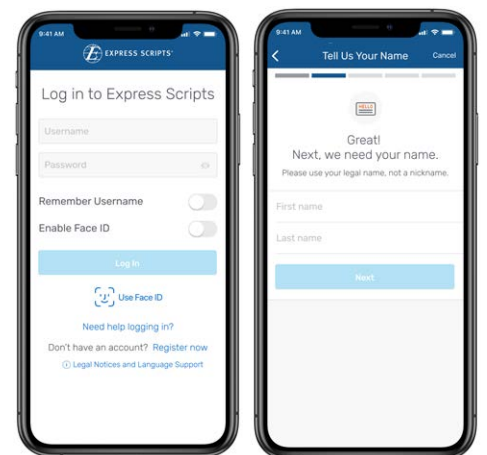 9:41 AM
EXPRESS SCRIPTS®
Log in to Express Scripts
Username
Password
Remember Username
Enable Face ID
Log In
Use Face ID
Need help logging in?
Don't have an account? Register now
Legal Notices and Language Support
9:41 AM
Tell Us Your Name
Cancel
HELLO
Great!
Next, we need your name.
Please use your legal name, not a nickname.
First name
Last name
Next